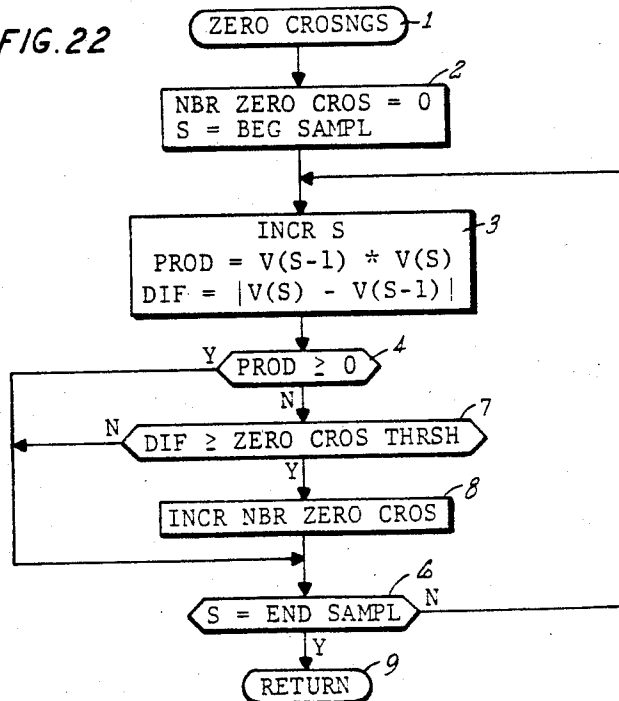 FIG.22
ZERO CROSNGS
1
2
NBR ZERO CROS = 0
S = BEG SAMPL
3
INCR S
PROD = V(S-1) * V(S)
DIF = |V(S) - V(S-1)|
4
Y
PROD ≥ 0
N
7
N
DIF ≥ ZERO CROS THRSH
Y
8
INCR NBR ZERO CROS
6
S = END SAMPL
N
Y
9
RETURN